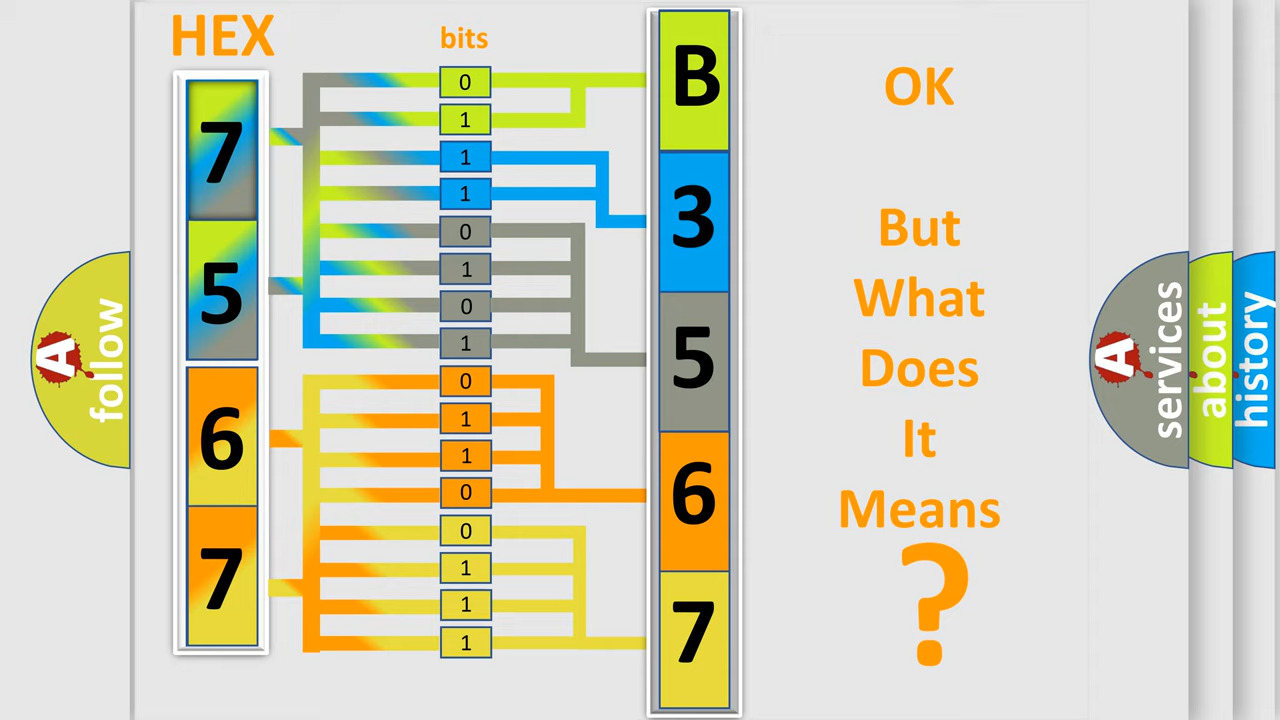 HEX
bits
7
5
6
7
0
1
1
1
0
1
0
1
0
1
1
0
0
1
1
1
B
3
5
6
7
OK
But
What
Does
It
Means
?
A
follow
A
services
about
history